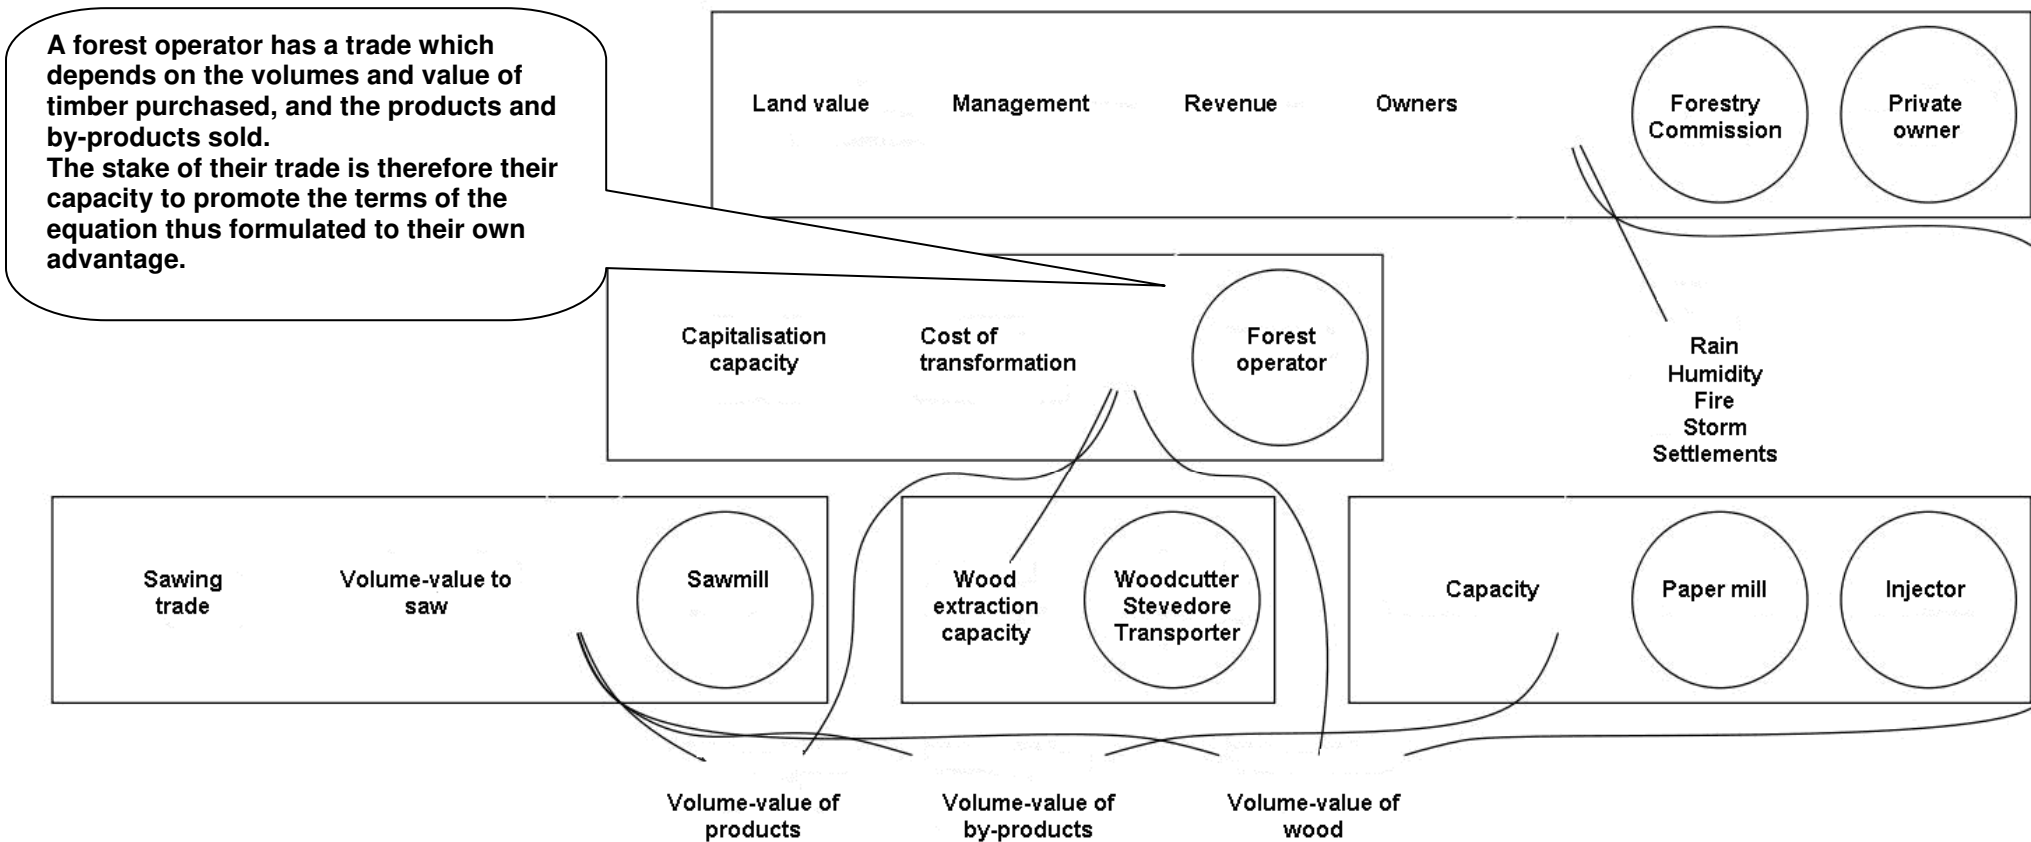 A forest operator has a trade which
depends on the volumes and value of
timber purchased, and the products and
by-products sold.
The stake of their trade is therefore their
capacity to promote the terms of the
equation thus formulated to their own
advantage.
Land value
Management
Revenue
Owners
Forestry
Commission
Private
owner
Capitalisation
capacity
Cost of
transformation
Forest
operator
Rain
Humidity
Fire
Storm
Settlements
Sawing
trade
Volume-value to
saw
Sawmill
Wood
extraction
capacity
Woodcutter
Stevedore
Transporter
Capacity
Paper mill
Injector
Volume-value of
products
Volume-value of
by-products
Volume-value of
wood